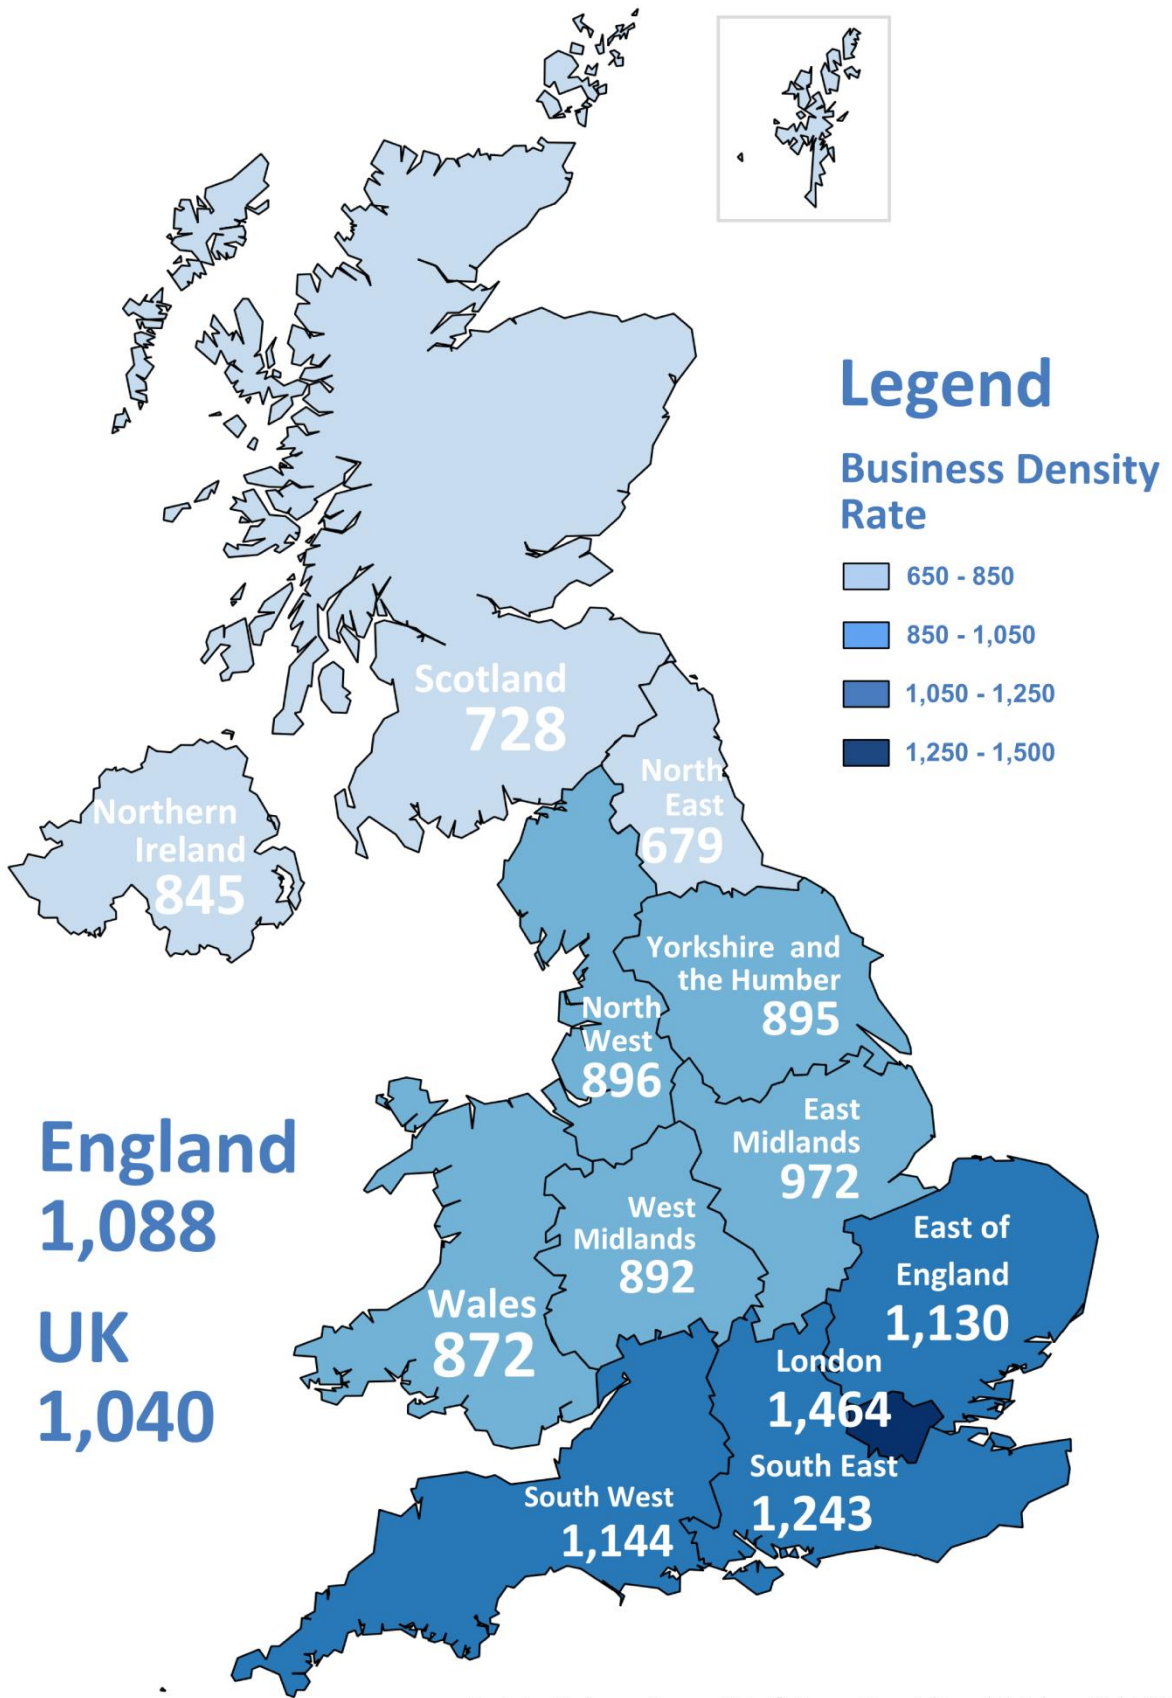 Legend
Business Density
Rate
650 - 850
850 - 1,050
1,050 - 1,250
1,250 - 1,500
Scotland
728
North
East
679
Northern
Ireland
845
Yorkshire and
the Humber
895
North
West
896
East
Midlands
972
West
Midlands
892
Wales
872
England
1,088
UK
1,040
East of
England
1,130
London
1,464
South East
1,243
South West
1,144